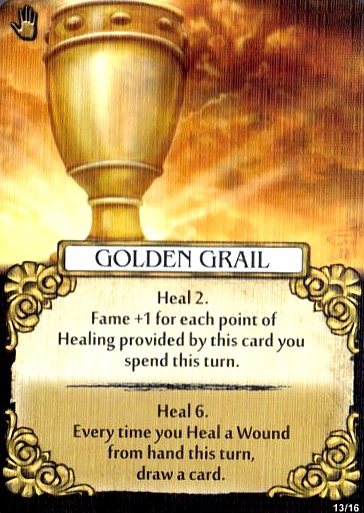 GOLDEN GRAIL
Heal 2.
Fame +1 for each point of
Healing provided by this card you
spend this turn.
Heal 6.
Every time you Heal a Wound
from hand this turn,
draw a card.
13/16